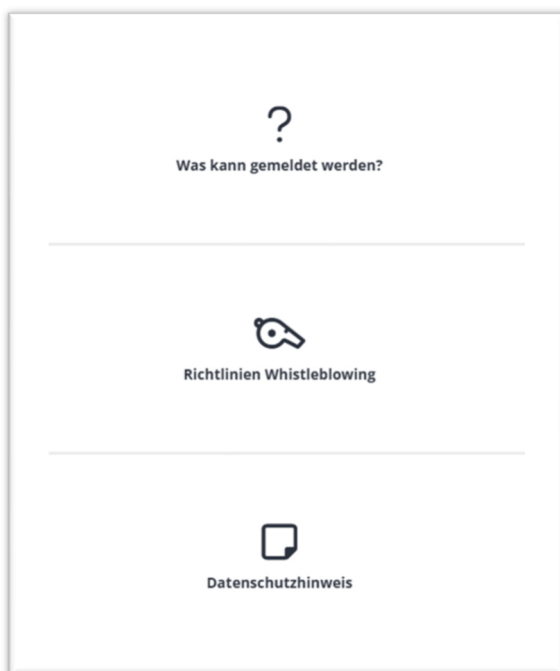 Was kann gemeldet werden?
Richtlinien Whistleblowing
Datenschutzhinweis